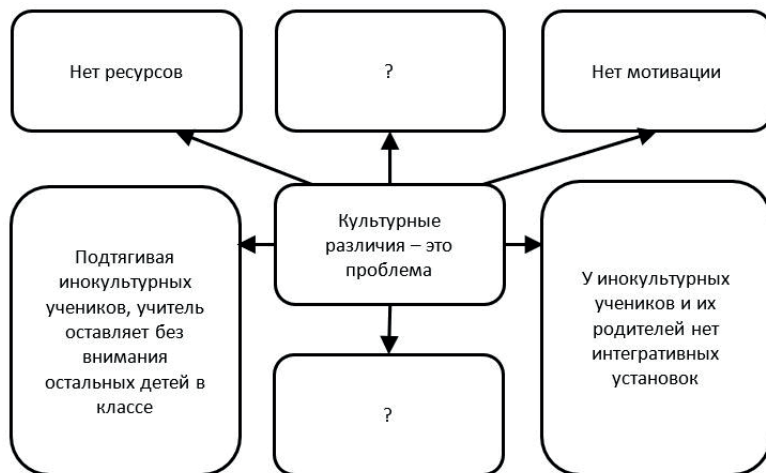 Нет ресурсов
?
Нет мотивации
Подтягивая
инокультурных
учеников, учитель
оставляет без
внимания
остальных детей в
классе
Культурные
различия – это
проблема
У инокультурных
учеников и их
родителей нет
интегративных
установок
?